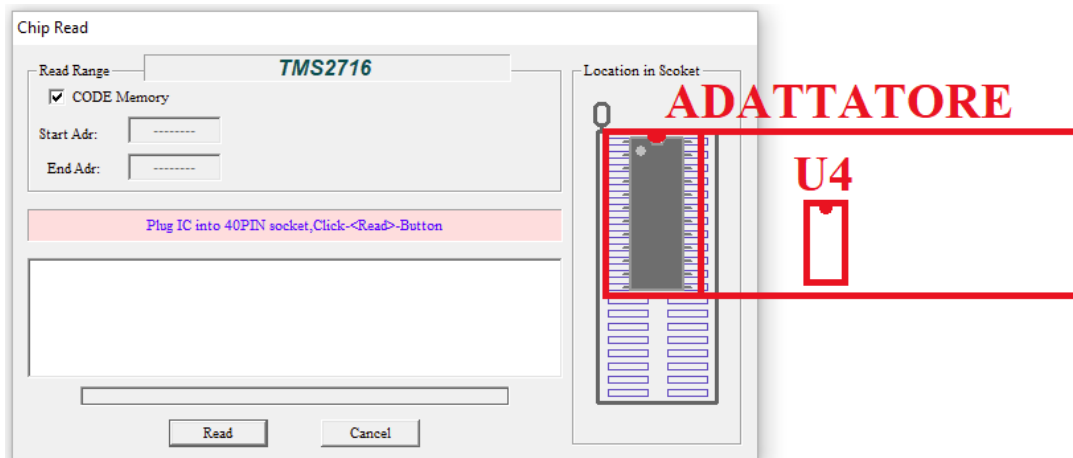 Chip Read
Read Range
TMS2716
CODE Memory
Start Adr:
--------
End Adr:
--------
Plug IC into 40PIN socket,Click-<Read>-Button
Read
Cancel
Location in Scoket
ADATTATORE
U4